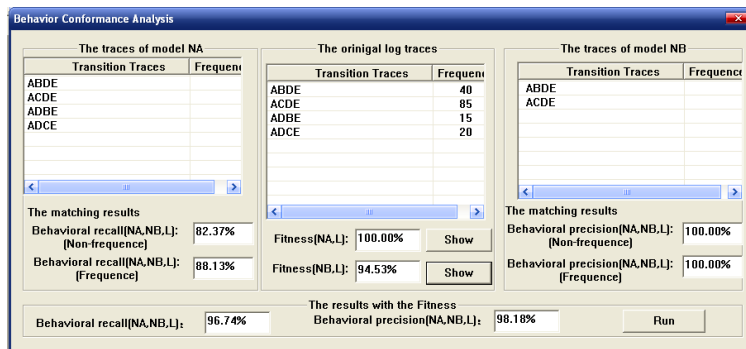 Behavior Conformance Analysis
The traces of model NA
Transition Traces Frequen
ABDE
ACDE
ADBE
ADCE
The matching results
Behavioral recall(NA,NB,L): 82.37%
(Non-frequence)
Behavioral recall(NA,NB,L): 88.13%
(Frequence)
The orinigal log traces
Transition Traces Frequen
ABDE 40
ACDE 85
ADBE 15
ADCE 20
Fitness(NA,L): 100.00% Show
Fitness(NB,L): 94.53% Show
The traces of model NB
Transition Traces Frequence
ABDE
ACDE
The matching results
Behavioral precision(NA,NB,L): 100.00%
(Non-frequence)
Behavioral precision(NA,NB,L): 100.00%
(Frequence)
The results with the Fitness
Behavioral recall(NA,NB,L): 96.74% Behavioral precision(NA,NB,L): 98.18% Run